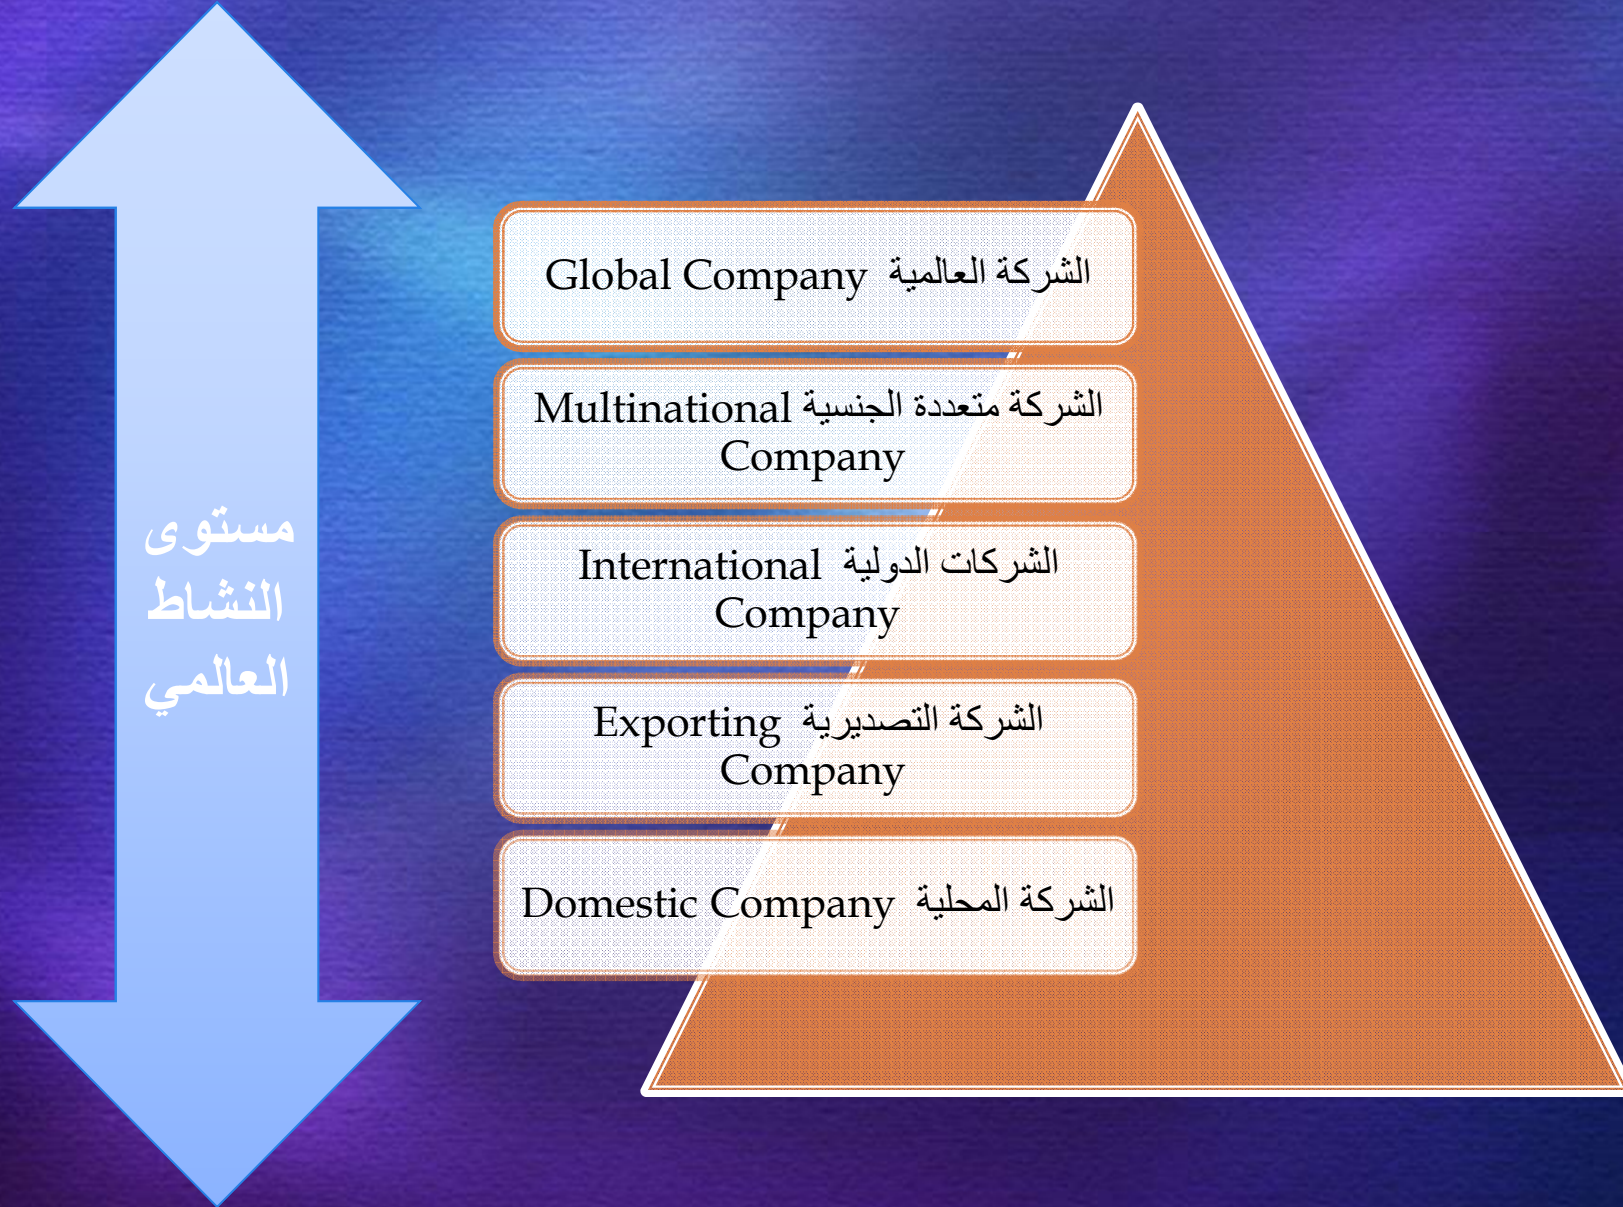 مستوى
النشاط
العالمي
الشركة العالمية Global Company
الشركة متعددة الجنسية Multinational
Company
الشركات الدولية International
Company
الشركة التصديرية Exporting
Company
الشركة المحلية Domestic Company